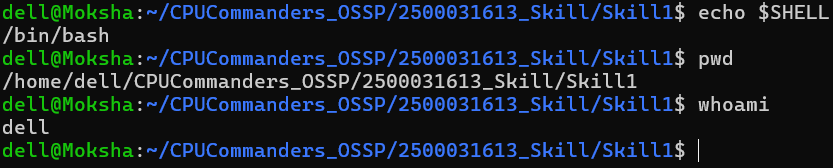 dell@Moksha:~/CPUCommanders_OSSP/2500031613_Skill/Skill1$ echo $SHELL
/bin/bash
dell@Moksha:~/CPUCommanders_OSSP/2500031613_Skill/Skill1$ pwd
/home/dell/CPUCommanders_OSSP/2500031613_Skill/Skill1
dell@Moksha:~/CPUCommanders_OSSP/2500031613_Skill/Skill1$ whoami
dell
dell@Moksha:~/CPUCommanders_OSSP/2500031613_Skill/Skill1$